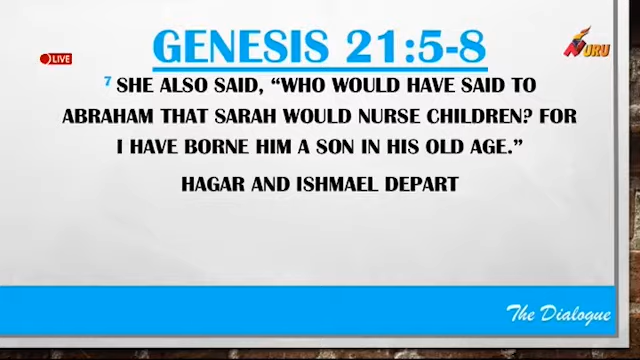 GENESIS 21:5-8
LIVE
NURU
7 SHE ALSO SAID, “WHO WOULD HAVE SAID TO
ABRAHAM THAT SARAH WOULD NURSE CHILDREN? FOR
I HAVE BORNE HIM A SON IN HIS OLD AGE.”
HAGAR AND ISHMAEL DEPART
The Dialogue